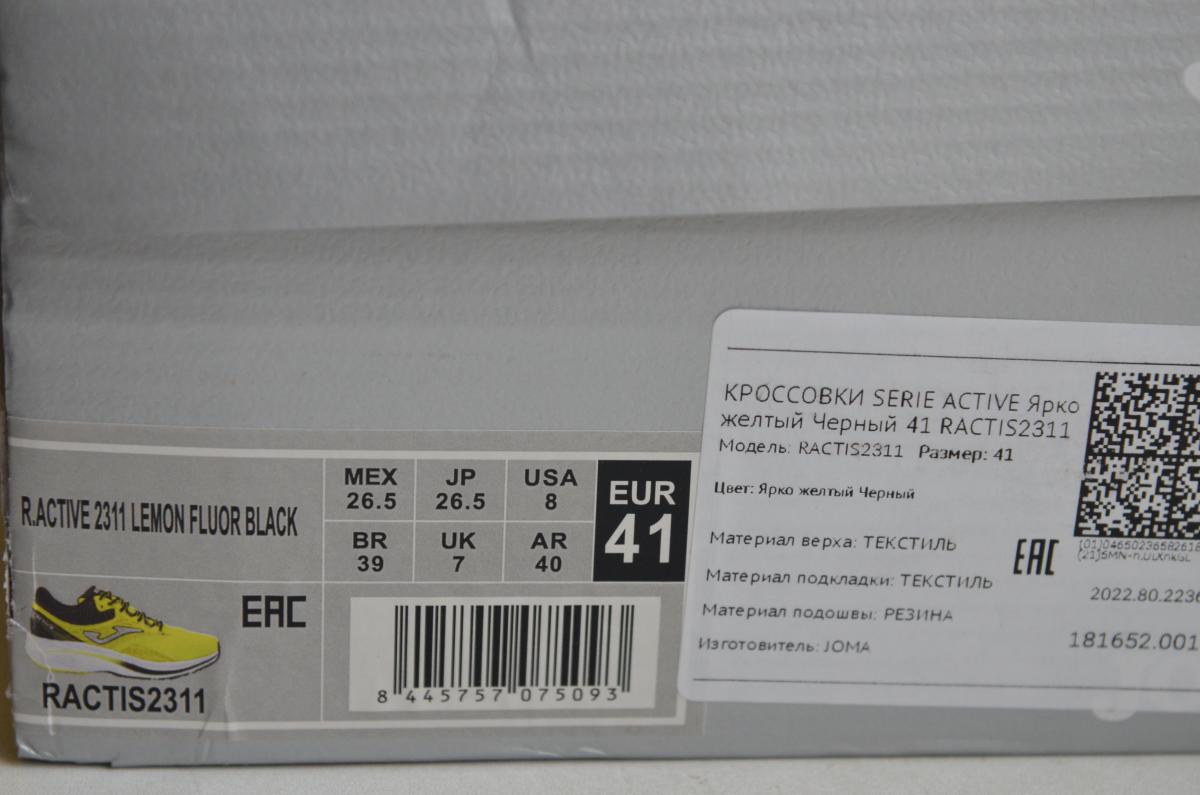 R.ACTIVE 2311 LEMON FLUOR BLACK
MEX 26.5
JP 26.5
USA 8
BR 39
UK 7
AR 40
EUR 41
EAC
RACTIS2311
8 445757 075093
КРОССОВКИ SERIE ACTIVE Ярко
желтый Черный 41 RACTIS2311
Модель: RACTIS2311 Размер: 41
Цвет: Ярко желтый Черный
Материал верха: ТЕКСТИЛЬ
Материал подкладки: ТЕКСТИЛЬ
Материал подошвы: РЕЗИНА
Изготовитель: JOMA
EAC
(01)0465023658261
2022.80.2236
181652.001